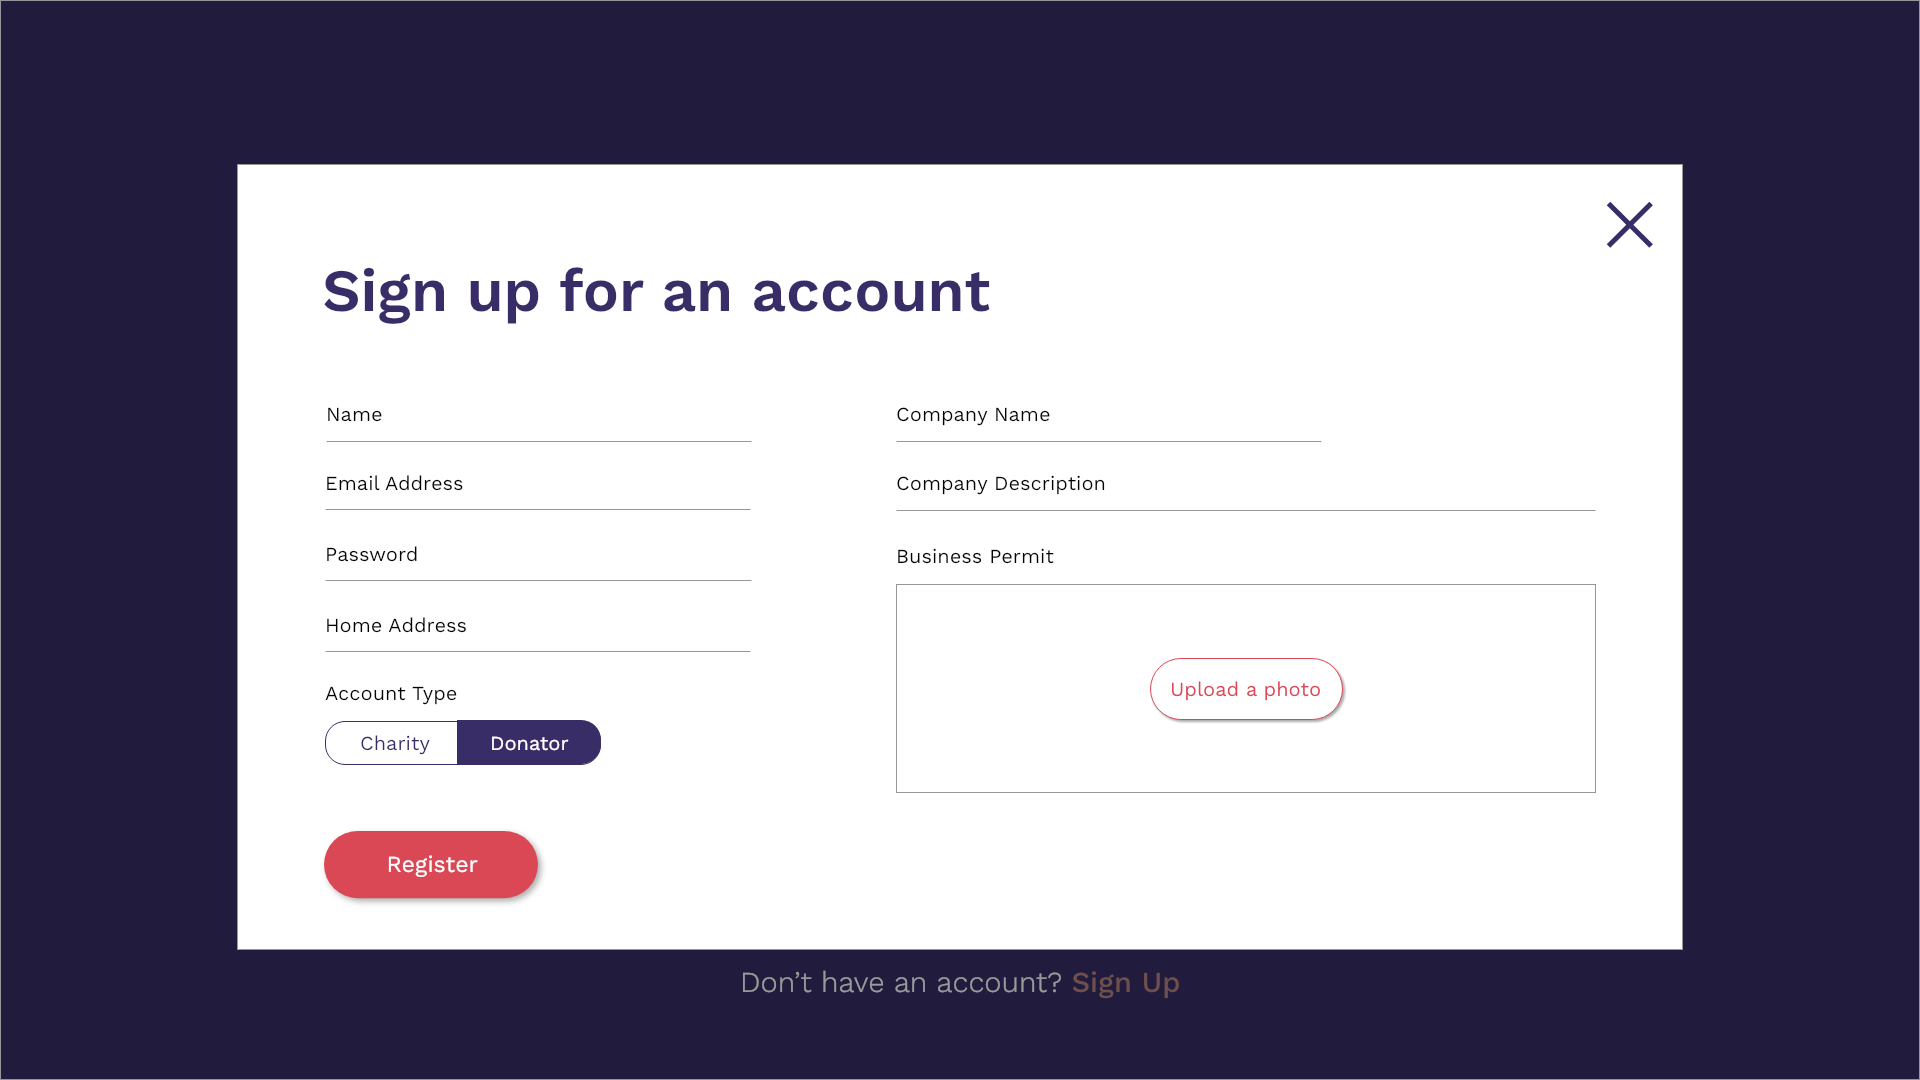 Sign up for an account
Name
Email Address
Password
Home Address
Account Type
Charity
Donator
Register
Company Name
Company Description
Business Permit
Upload a photo
Don’t have an account? Sign Up